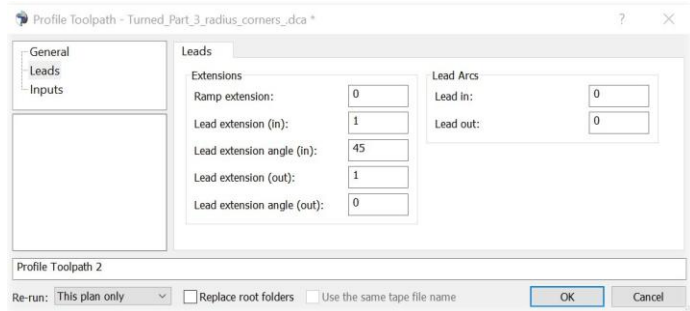 Profile Toolpath - Turned_Part_3_radius_corners_.dca *
?
General
Leads
Inputs
Leads
Extensions
Ramp extension: 0
Lead extension (in): 1
Lead extension angle (in): 45
Lead extension (out): 1
Lead extension angle (out): 0
Lead Arcs
Lead in: 0
Lead out: 0
Profile Toolpath 2
Re-run: This plan only Replace root folders Use the same tape file name OK Cancel